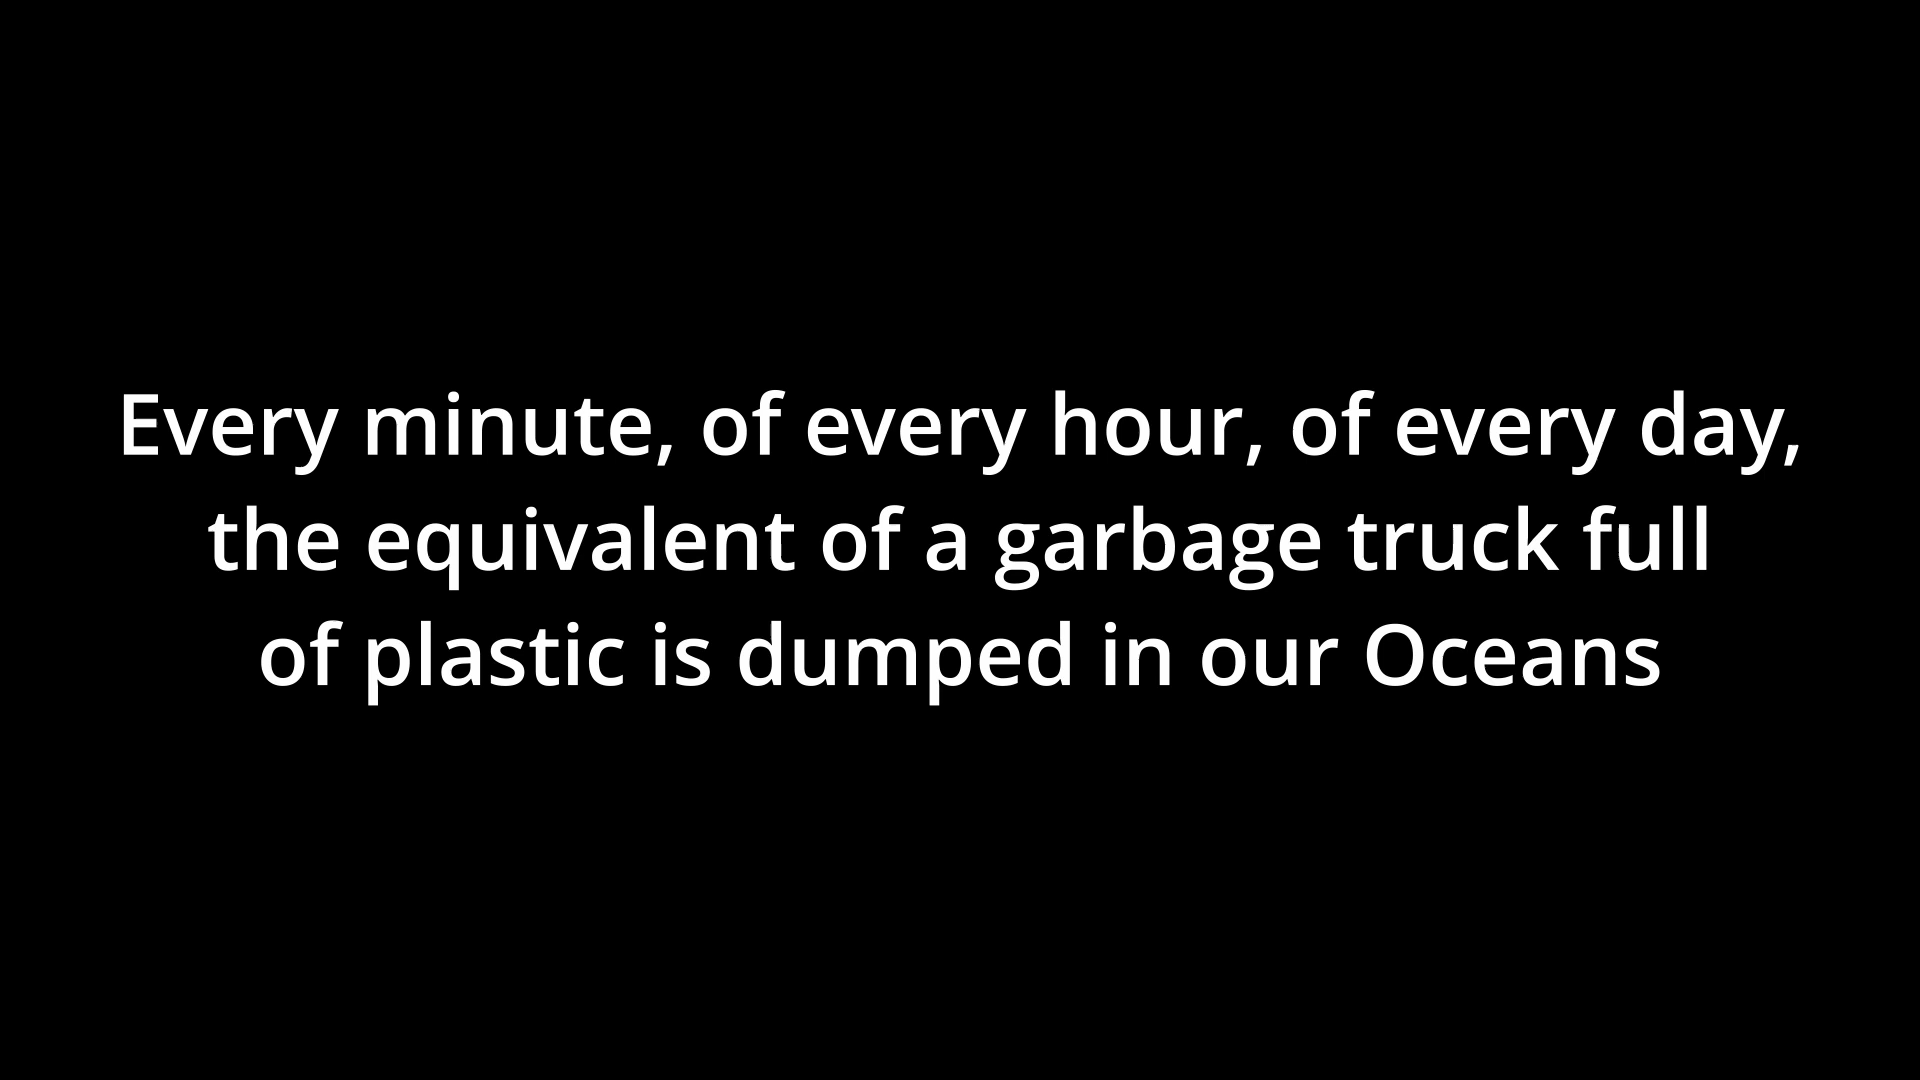 Every minute, of every hour, of every day,
the equivalent of a garbage truck full
of plastic is dumped in our Oceans